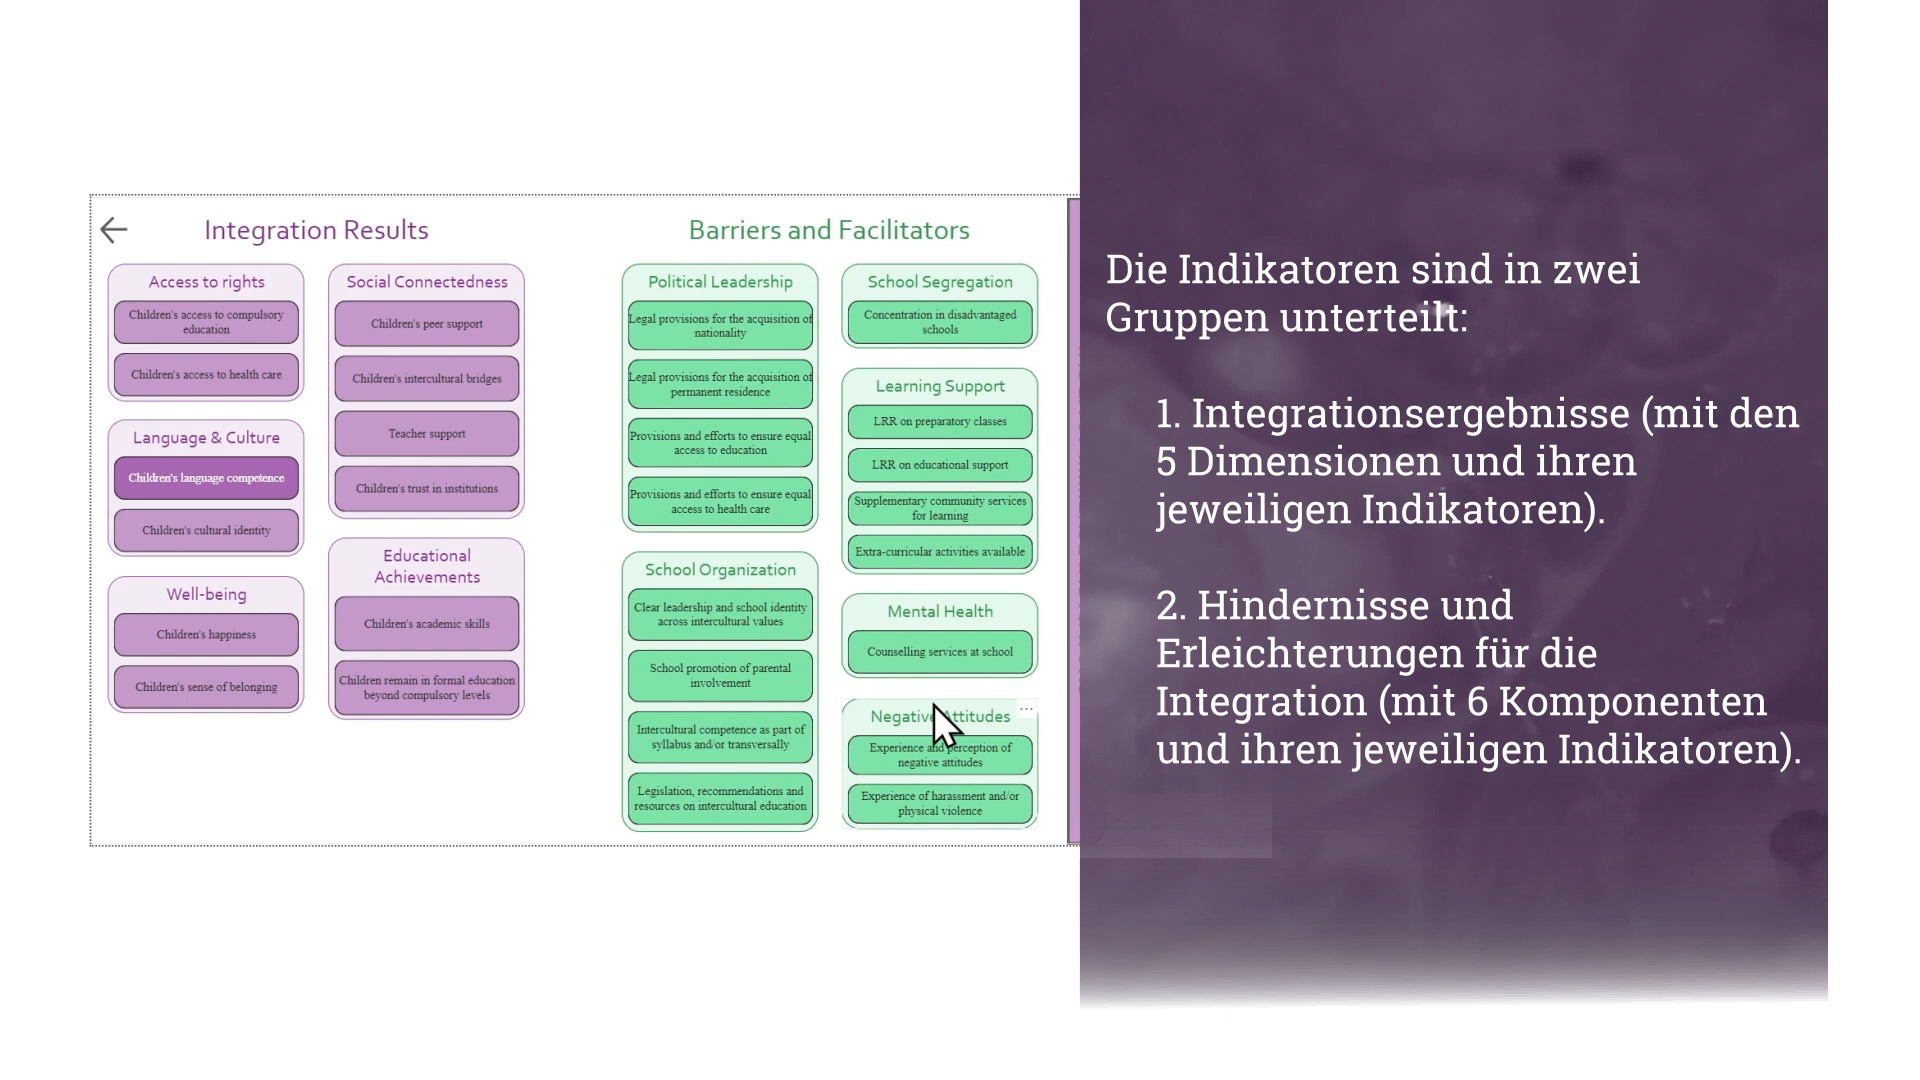 Integration Results
Access to rights
Children's access to compulsory
education
Children's access to health care
Language & Culture
Children's language competence
Children's cultural identity
Well-being
Children's happiness
Children's sense of belonging
Social Connectedness
Children's peer support
Children's intercultural bridges
Teacher support
Children's trust in institutions
Educational
Achievements
Children's academic skills
Children remain in formal education
beyond compulsory levels
Barriers and Facilitators
Political Leadership
Legal provisions for the acquisition of
nationality
Legal provisions for the acquisition of
permanent residence
Provisions and efforts to ensure equal
access to education
Provisions and efforts to ensure equal
access to health care
School Organization
Clear leadership and school identity
across intercultural values
School promotion of parental
involvement
Intercultural competence as part of
syllabus and/or transversally
Legislation, recommendations and
resources on intercultural education
School Segregation
Concentration in disadvantaged
schools
Learning Support
LRR on preparatory classes
LRR on educational support
Supplementary community services
for learning
Extra-curricular activities available
Mental Health
Counselling services at school
Negative Attitudes
Experience and perception of
negative attitudes
Experience of harassment and/or
physical violence
Die Indikatoren sind in zwei
Gruppen unterteilt:
1. Integrationsergebnisse (mit den
5 Dimensionen und ihren
jeweiligen Indikatoren).
2. Hindernisse und
Erleichterungen für die
Integration (mit 6 Komponenten
und ihren jeweiligen Indikatoren).